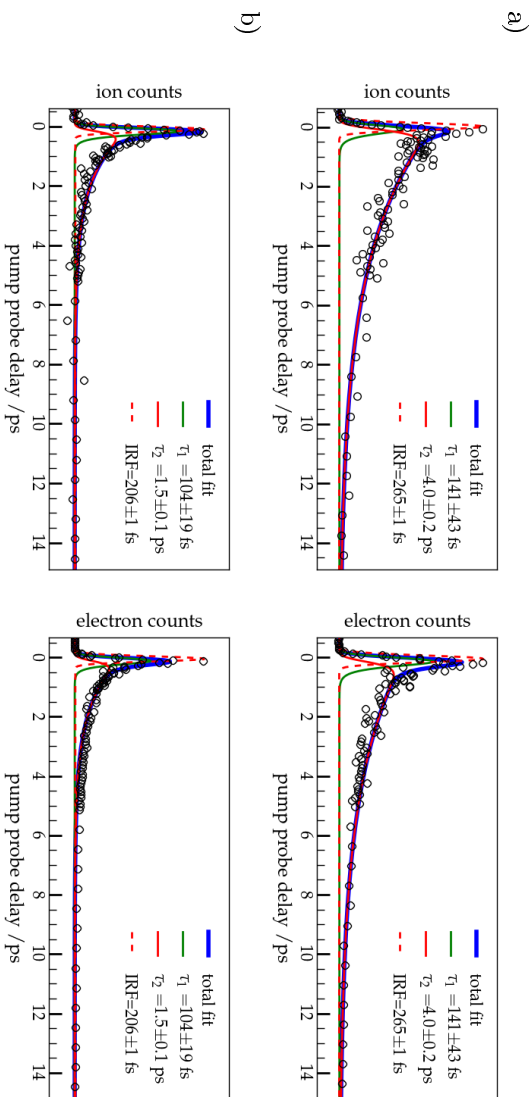 a)
ion counts
0 2 4 6 8 10 12 14
pump probe delay /ps
total fit
τ1 =141±43 fs
τ2 =4.0±0.2 ps
IRF=265±1 fs
electron counts
0 2 4 6 8 10 12 14
pump probe delay /ps
total fit
τ1 =141±43 fs
τ2 =4.0±0.2 ps
IRF=265±1 fs
b)
ion counts
0 2 4 6 8 10 12 14
pump probe delay /ps
total fit
τ1 =104±19 fs
τ2 =1.5±0.1 ps
IRF=206±1 fs
electron counts
0 2 4 6 8 10 12 14
pump probe delay /ps
total fit
τ1 =104±19 fs
τ2 =1.5±0.1 ps
IRF=206±1 fs